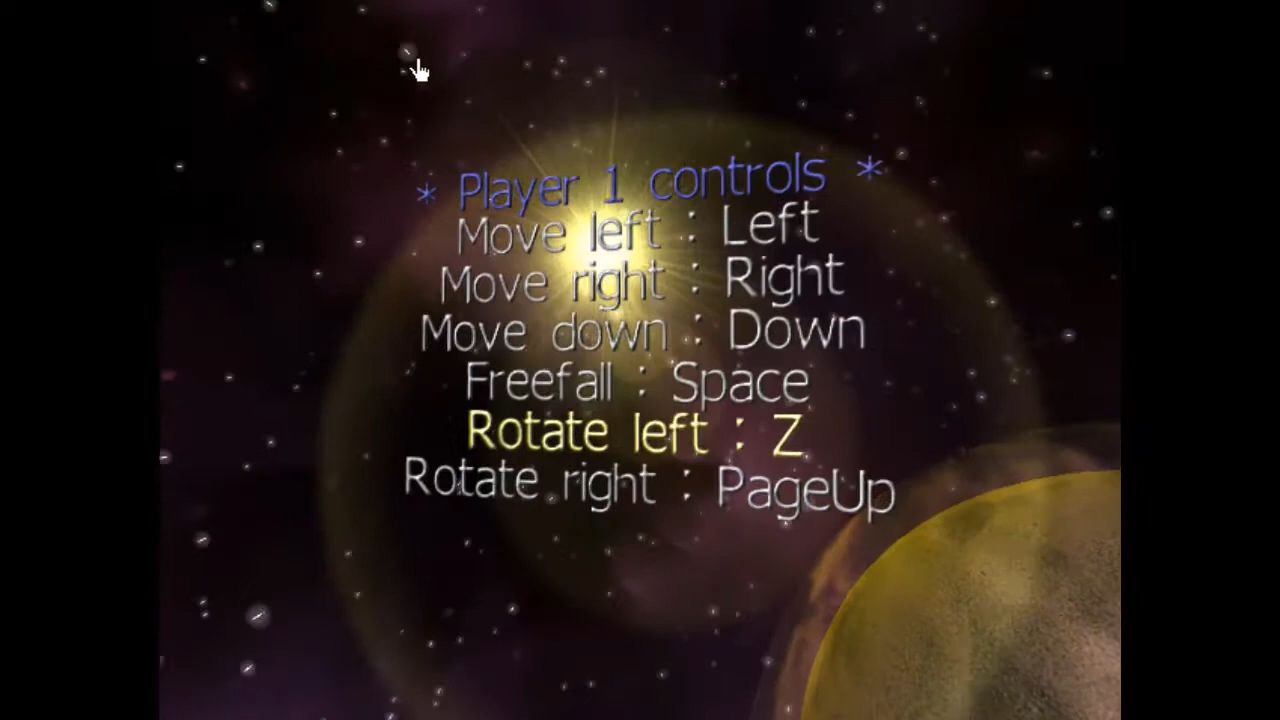 * Player 1 controls *
Move left : Left
Move right : Right
Move down : Down
Freefall : Space
Rotate left : Z
Rotate right : PageUp